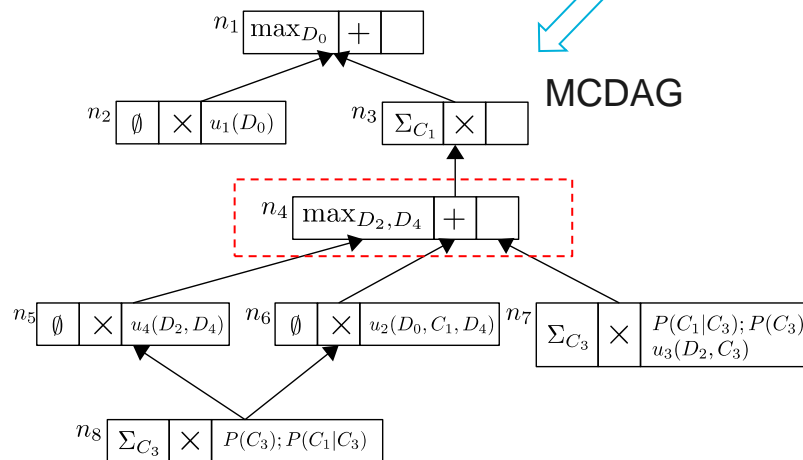 n₁ max_{D₀} +
MCDAG
n₂ ∅ × u₁(D₀)
n₃ Σ_{C₁} ×
n₄ max_{D₂,D₄} +
n₅ ∅ × u₄(D₂, D₄)
n₆ ∅ × u₂(D₀, C₁, D₄)
n₇ Σ_{C₃} × P(C₁|C₃); P(C₃)
u₃(D₂, C₃)
n₈ Σ_{C₃} × P(C₃); P(C₁|C₃)